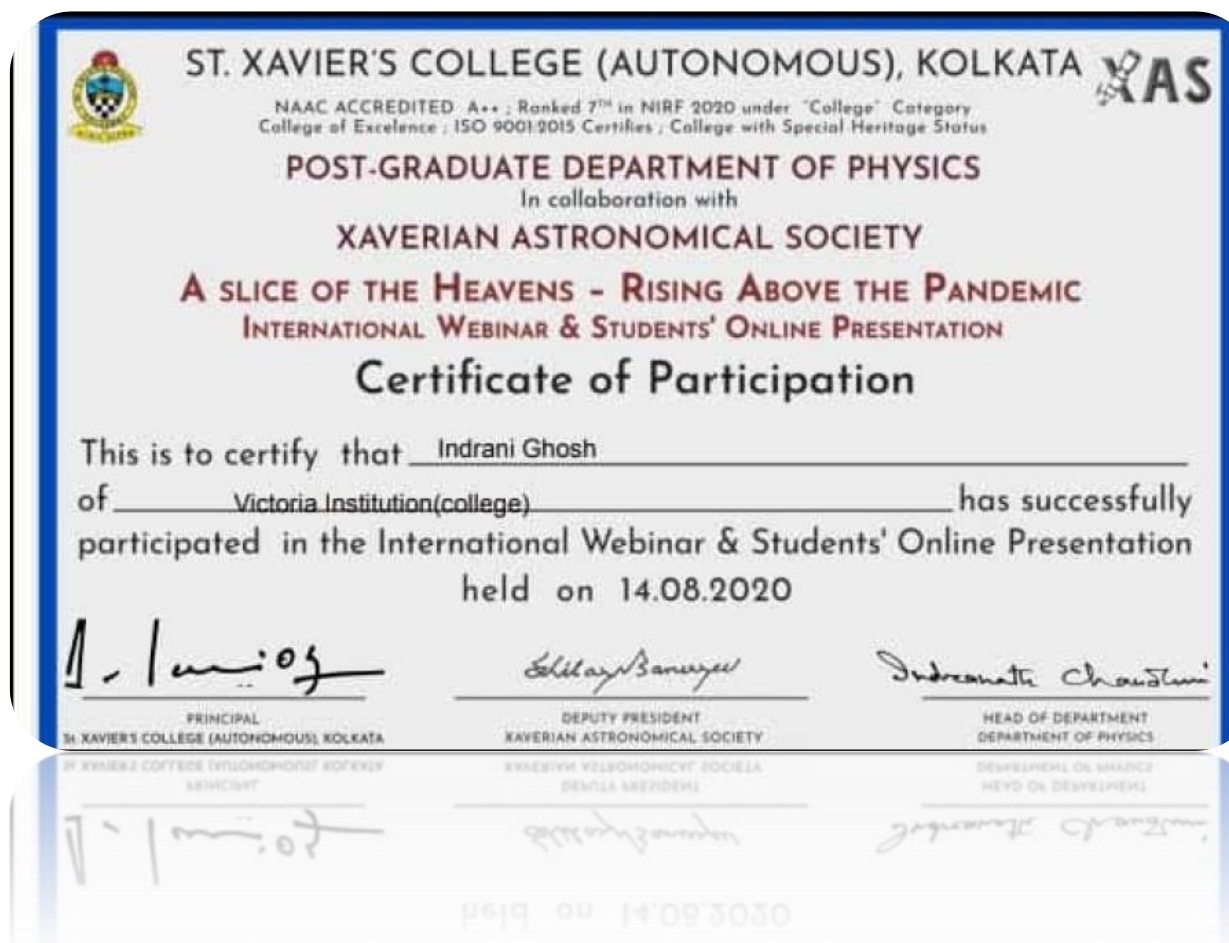 ST. XAVIER'S COLLEGE (AUTONOMOUS), KOLKATA
XAS
NAAC ACCREDITED A++ ; Ranked 7TH in NIRF 2020 under "College" Category
College of Excelence ; ISO 9001:2015 Certifies ; College with Special Heritage Status
POST-GRADUATE DEPARTMENT OF PHYSICS
In collaboration with
XAVERIAN ASTRONOMICAL SOCIETY
A SLICE OF THE HEAVENS – RISING ABOVE THE PANDEMIC
INTERNATIONAL WEBINAR & STUDENTS' ONLINE PRESENTATION
Certificate of Participation
This is to certify that Indrani Ghosh
of Victoria Institution(college) has successfully
participated in the International Webinar & Students' Online Presentation
held on 14.08.2020
Indranath Chaudhuri
PRINCIPAL DEPUTY PRESIDENT HEAD OF DEPARTMENT
St. XAVIER'S COLLEGE (AUTONOMOUS), KOLKATA XAVERIAN ASTRONOMICAL SOCIETY DEPARTMENT OF PHYSICS